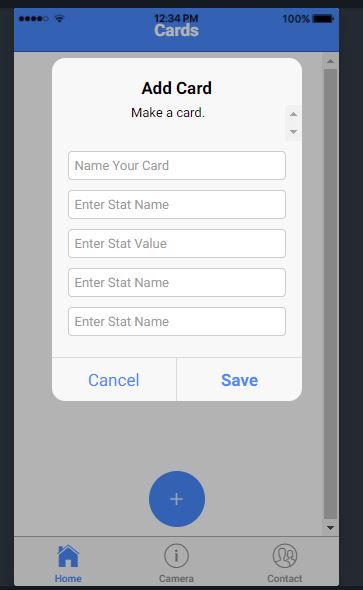 12:34 PM
100%
Cards
Add Card
Make a card.
Name Your Card
Enter Stat Name
Enter Stat Value
Enter Stat Name
Enter Stat Name
Cancel
Save
+
Home
Camera
Contact